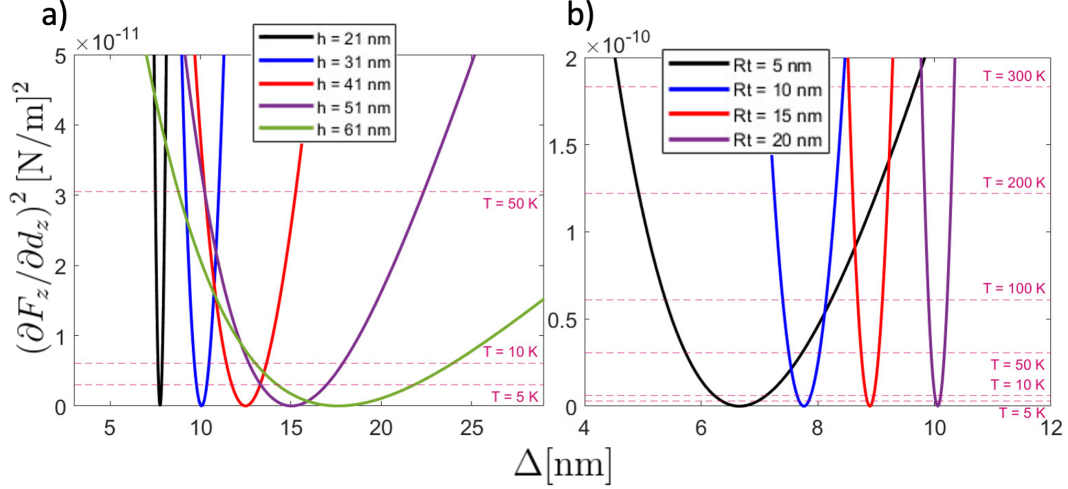 a)
×10⁻¹¹
h = 21 nm
h = 31 nm
h = 41 nm
h = 51 nm
h = 61 nm
5
4
3
2
1
0
T = 50 K
T = 10 K
T = 5 K
5
10
15
20
25
(∂F_z/∂d_z)² [N/m]²
b)
×10⁻¹⁰
Rt = 5 nm
Rt = 10 nm
Rt = 15 nm
Rt = 20 nm
2
1.5
1
0.5
0
T = 300 K
T = 200 K
T = 100 K
T = 50 K
T = 10 K
T = 5 K
4
6
8
10
12
Δ[nm]